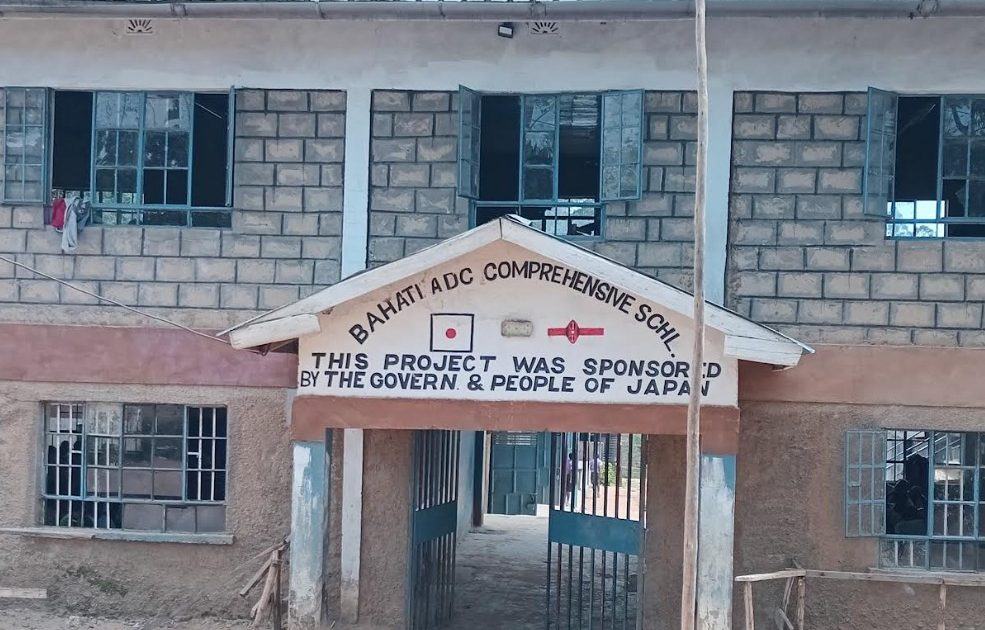 BAHATI ADC COMPREHENSIVE SCHL.
THIS PROJECT WAS SPONSORED
BY THE GOVERN. & PEOPLE OF JAPAN